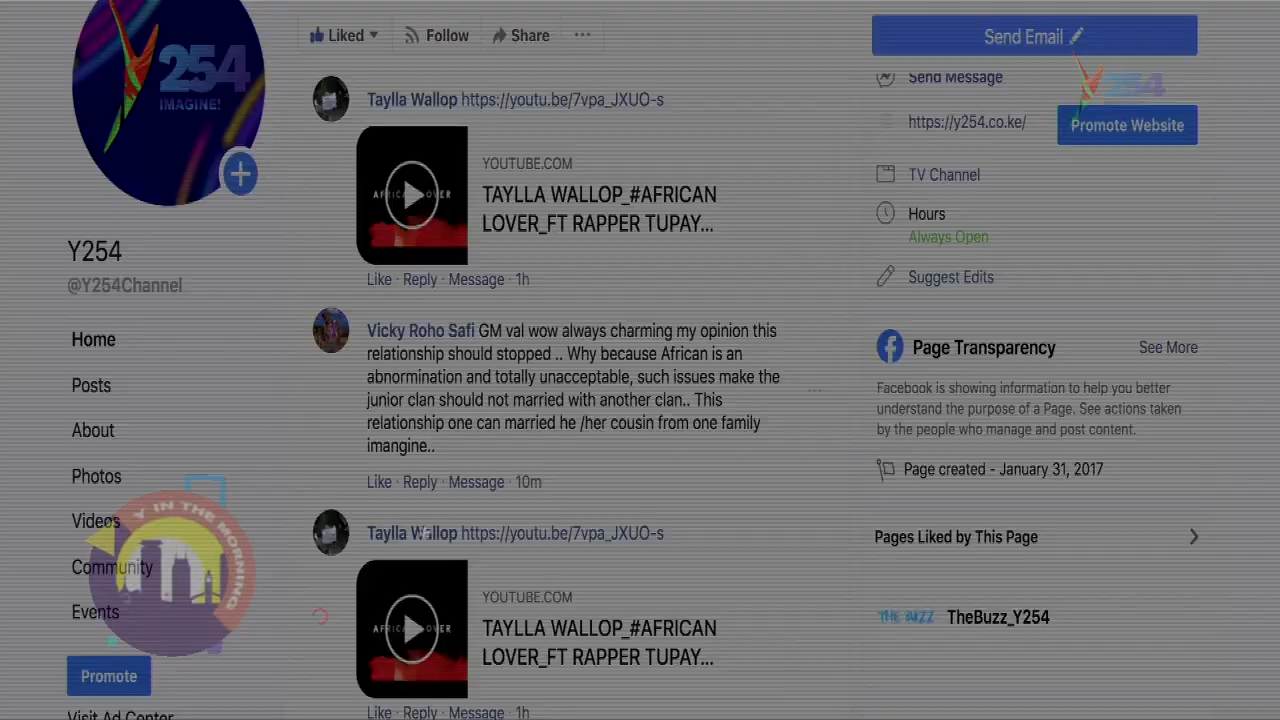 254
IMAGINE!
Y254
@Y254Channel
Home
Posts
About
Photos
Videos
Community
Events
Promote
Visit Ad Center
Y IN THE MORNING
Liked
Follow
Share
Taylla Wallop https://youtu.be/7vpa_JXUO-s
YOUTUBE.COM
TAYLLA WALLOP_#AFRICAN
LOVER_FT RAPPER TUPAY...
Like · Reply · Message · 1h
Vicky Roho Safi GM val wow always charming my opinion this
relationship should stopped .. Why because African is an
abnormination and totally unacceptable, such issues make the
junior clan should not married with another clan.. This
relationship one can married he /her cousin from one family
imangine..
Like · Reply · Message · 10m
Taylla Wallop https://youtu.be/7vpa_JXUO-s
YOUTUBE.COM
TAYLLA WALLOP_#AFRICAN
LOVER_FT RAPPER TUPAY...
Like · Reply · Message · 1h
Send Email
Send Message
254
https://y254.co.ke/
Promote Website
TV Channel
Hours
Always Open
Suggest Edits
Page Transparency
See More
Facebook is showing information to help you better
understand the purpose of a Page. See actions taken
by the people who manage and post content.
Page created - January 31, 2017
Pages Liked by This Page
THE BUZZ
TheBuzz_Y254